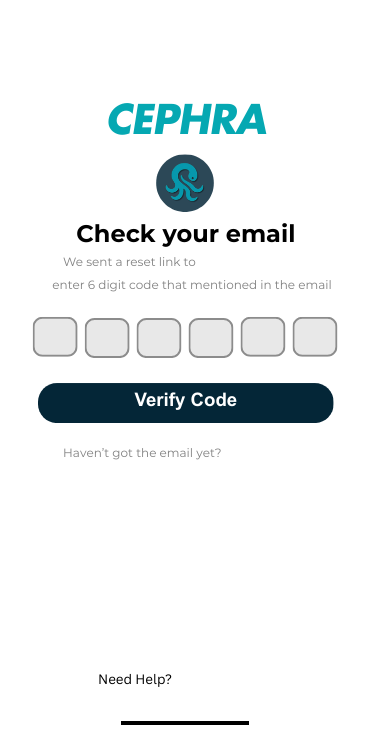 CEPHRA
Check your email
We sent a reset link to
enter 6 digit code that mentioned in the email
Verify Code
Haven’t got the email yet?
Need Help?